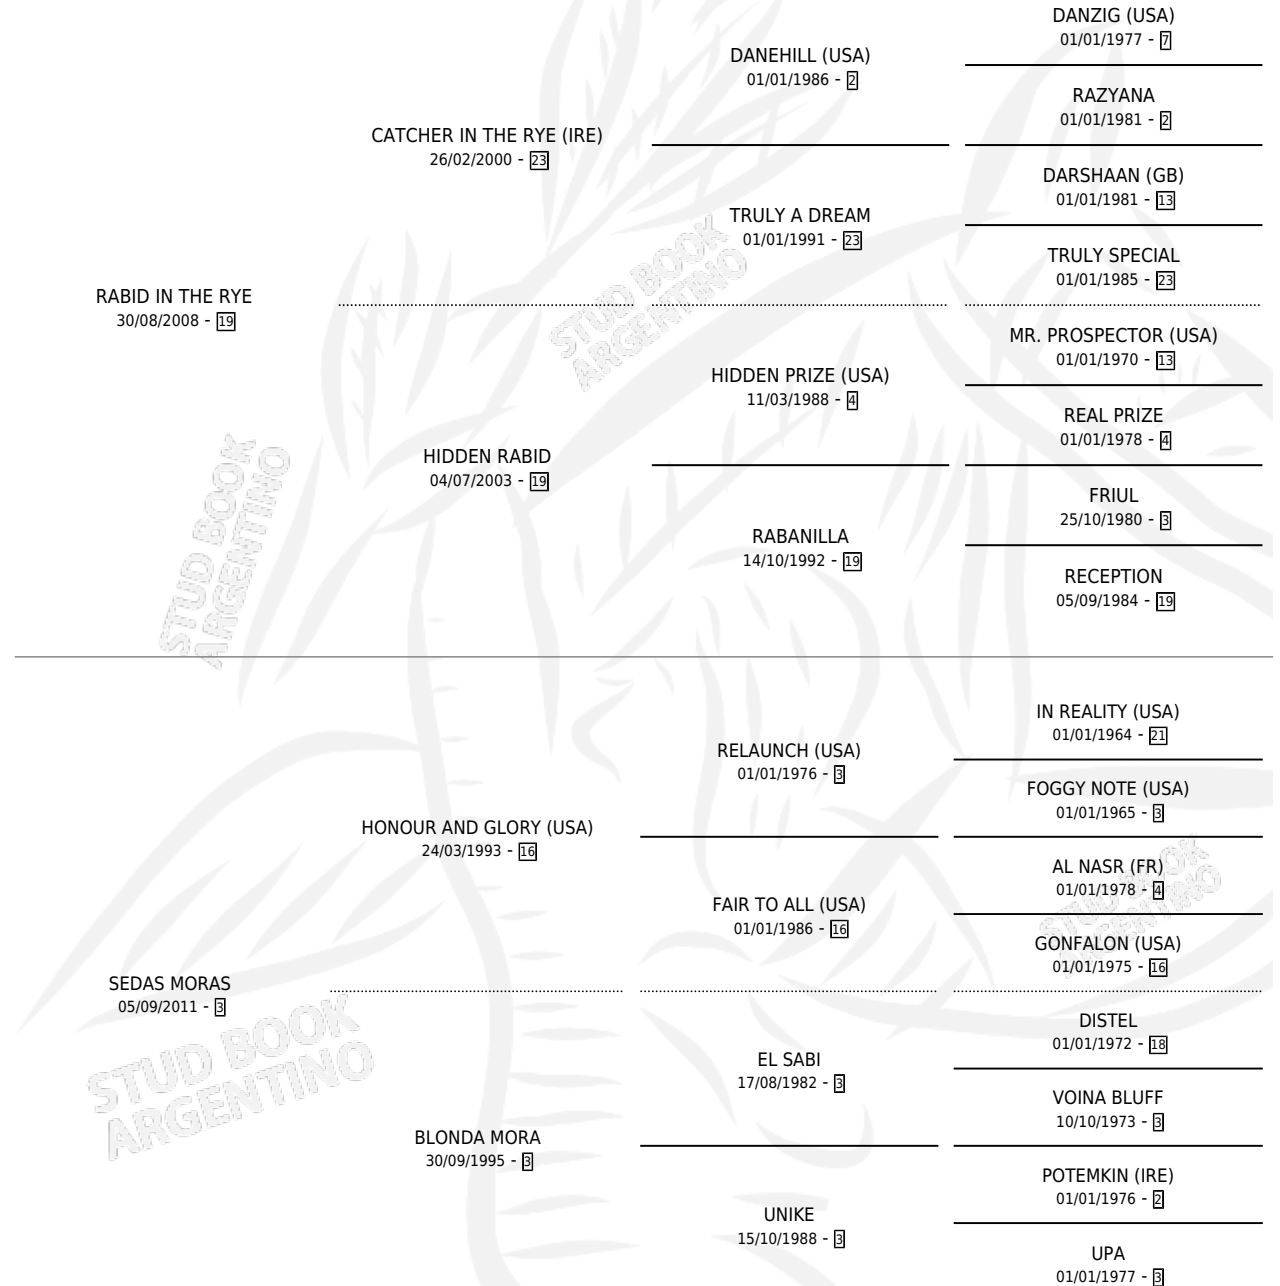 DANZIG (USA)
01/01/1977 - 7
DANEHILL (USA)
01/01/1986 - 2
RAZYANA
01/01/1981 - 2
CATCHER IN THE RYE (IRE)
26/02/2000 - 23
DARSHAAN (GB)
01/01/1981 - 13
TRULY A DREAM
01/01/1991 - 23
TRULY SPECIAL
01/01/1985 - 23
RABID IN THE RYE
30/08/2008 - 19
MR. PROSPECTOR (USA)
01/01/1970 - 13
HIDDEN PRIZE (USA)
11/03/1988 - 4
REAL PRIZE
01/01/1978 - 4
HIDDEN RABID
04/07/2003 - 19
FRIUL
25/10/1980 - 3
RABANILLA
14/10/1992 - 19
RECEPTION
05/09/1984 - 19
IN REALITY (USA)
01/01/1964 - 21
RELAUNCH (USA)
01/01/1976 - 3
FOGGY NOTE (USA)
01/01/1965 - 3
HONOUR AND GLORY (USA)
24/03/1993 - 16
AL NASR (FR)
01/01/1978 - 4
FAIR TO ALL (USA)
01/01/1986 - 16
GONFALON (USA)
01/01/1975 - 16
SEDAS MORAS
05/09/2011 - 3
DISTEL
01/01/1972 - 18
EL SABI
17/08/1982 - 3
VOINA BLUFF
10/10/1973 - 3
BLONDA MORA
30/09/1995 - 3
POTEMKIN (IRE)
01/01/1976 - 2
UNIKE
15/10/1988 - 3
UPA
01/01/1977 - 3
STUD BOOK
ARGENTINO
STUD BOOK
ARGENTINO
STUD BOOK
ARGENTINO
STUD BOOK
ARGENTINO